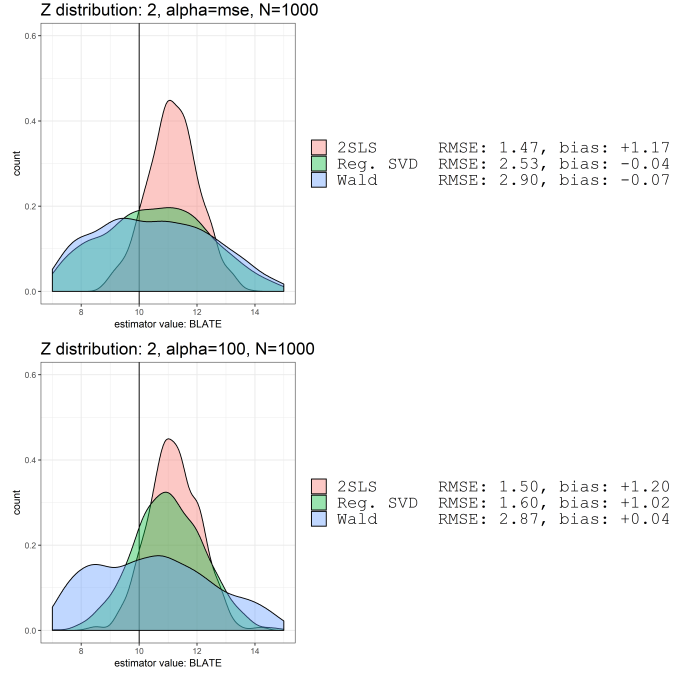 Z distribution: 2, alpha=mse, N=1000
0.6
0.4
0.2
0.0
count
8 10 12 14
estimator value: BLATE
2SLS RMSE: 1.47, bias: +1.17
Reg. SVD RMSE: 2.53, bias: -0.04
Wald RMSE: 2.90, bias: -0.07
Z distribution: 2, alpha=100, N=1000
0.6
0.4
0.2
0.0
count
8 10 12 14
estimator value: BLATE
2SLS RMSE: 1.50, bias: +1.20
Reg. SVD RMSE: 1.60, bias: +1.02
Wald RMSE: 2.87, bias: +0.04